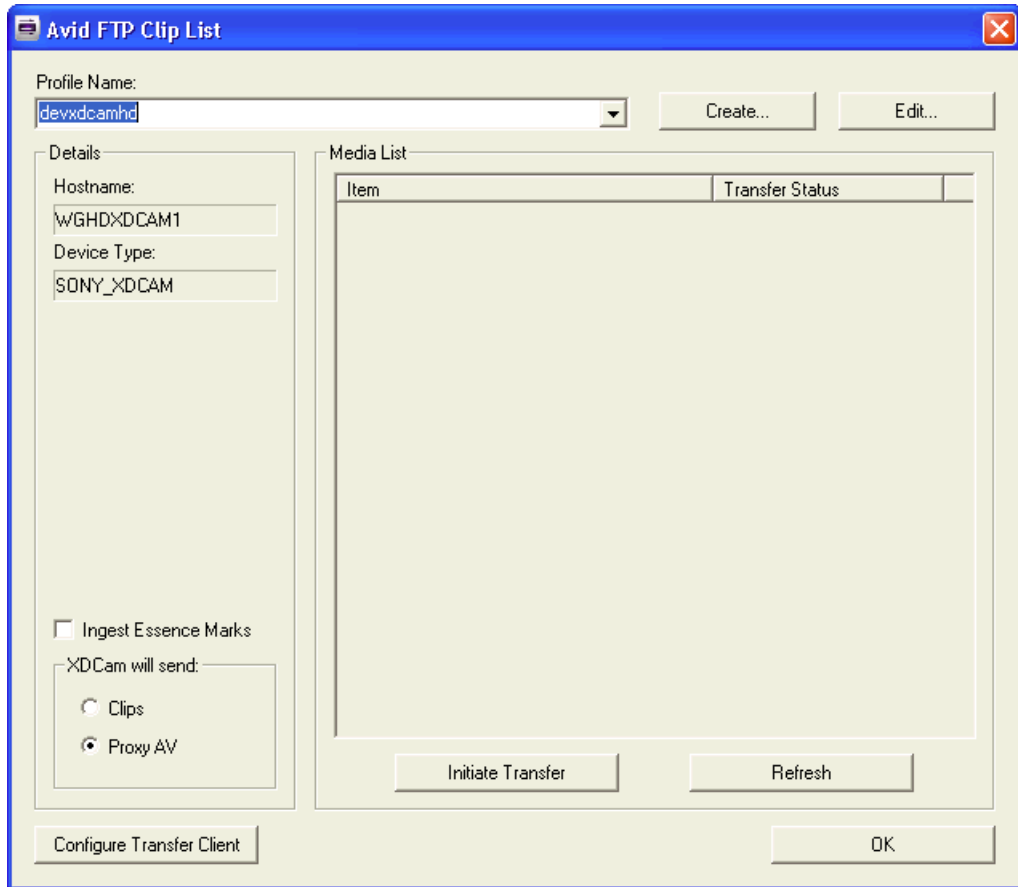 Avid FTP Clip List
Profile Name:
devxdcamhd
Create...
Edit...
Details
Hostname:
WGHDXDCAM1
Device Type:
SONY_XDCAM
Ingest Essence Marks
XDCam will send:
Clips
Proxy AV
Media List
Item Transfer Status
Initiate Transfer
Refresh
Configure Transfer Client
OK